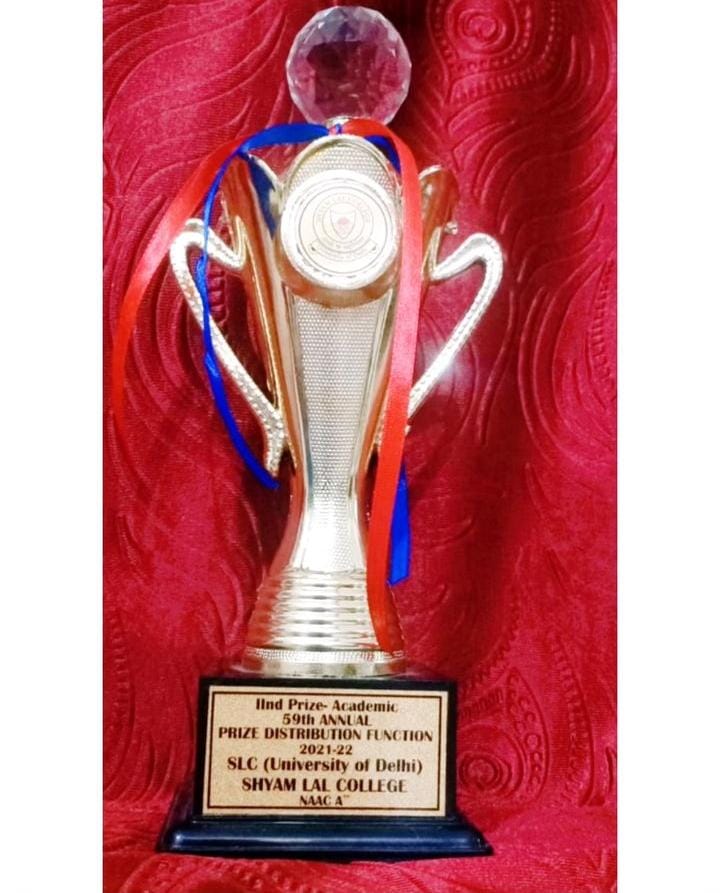 IInd Prize- Academic
59th ANNUAL
PRIZE DISTRIBUTION FUNCTION
2021-22
SLC (University of Delhi)
SHYAM LAL COLLEGE
NAAC A++